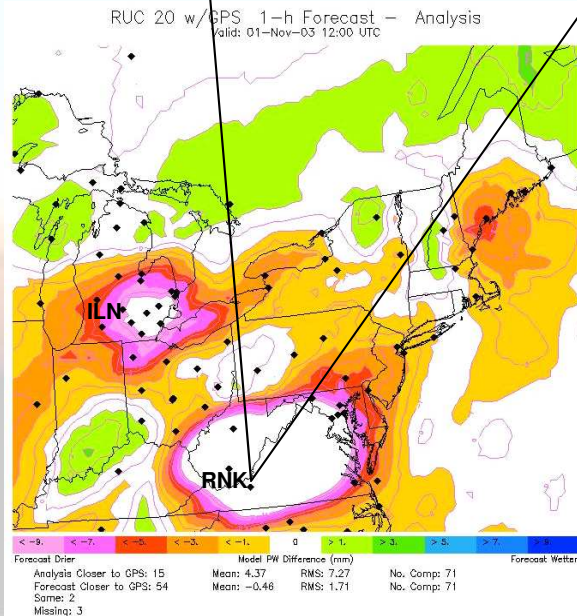 RUC 20 w/GPS 1-h Forecast - Analysis
Valid: 01-Nov-03 12:00 UTC
ILN
RNK
< -9. < -7. < -5. < -3. < -1. 0 > 1. > 3. > 5. > 7. > 9.
Forecast Drier Model PW Difference (mm) Forecast Wetter
Analysis Closer to GPS: 15 Mean: 4.37 RMS: 7.27 No. Comp: 71
Forecast Closer to GPS: 54 Mean: -0.46 RMS: 1.71 No. Comp: 71
Same: 2
Missing: 3